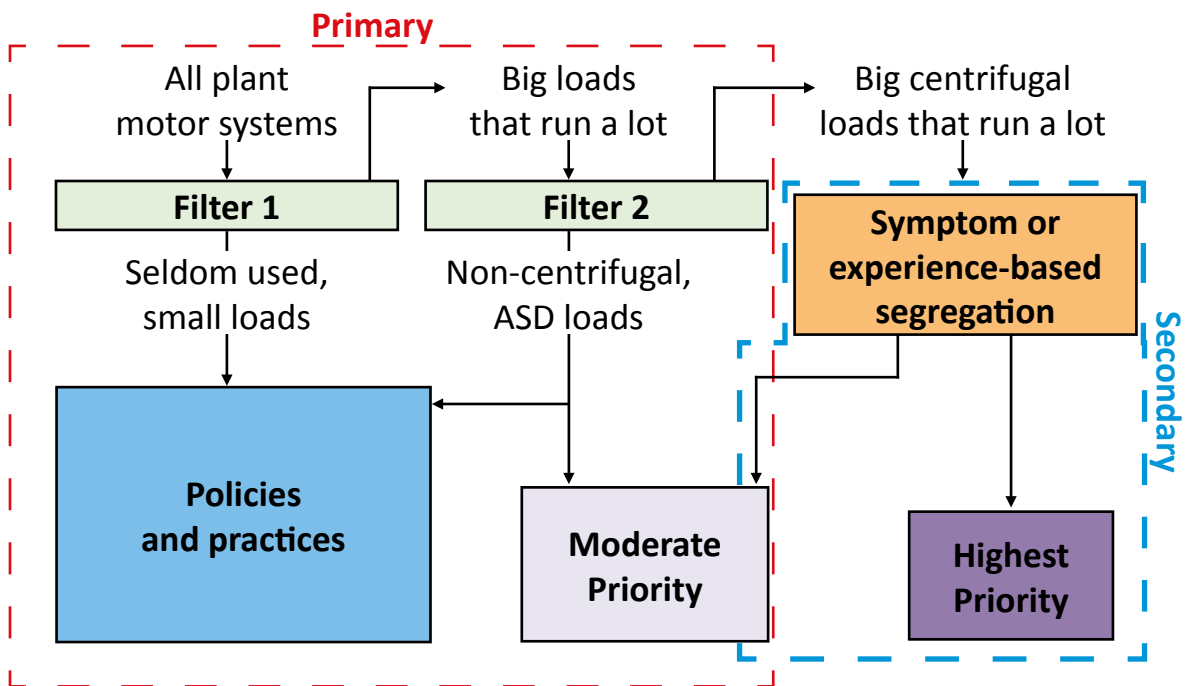 Primary
All plant
motor systems
Big loads
that run a lot
Big centrifugal
loads that run a lot
Filter 1
Filter 2
Symptom or
experience-based
segregation
Seldom used,
small loads
Non-centrifugal,
ASD loads
Secondary
Policies
and practices
Moderate
Priority
Highest
Priority